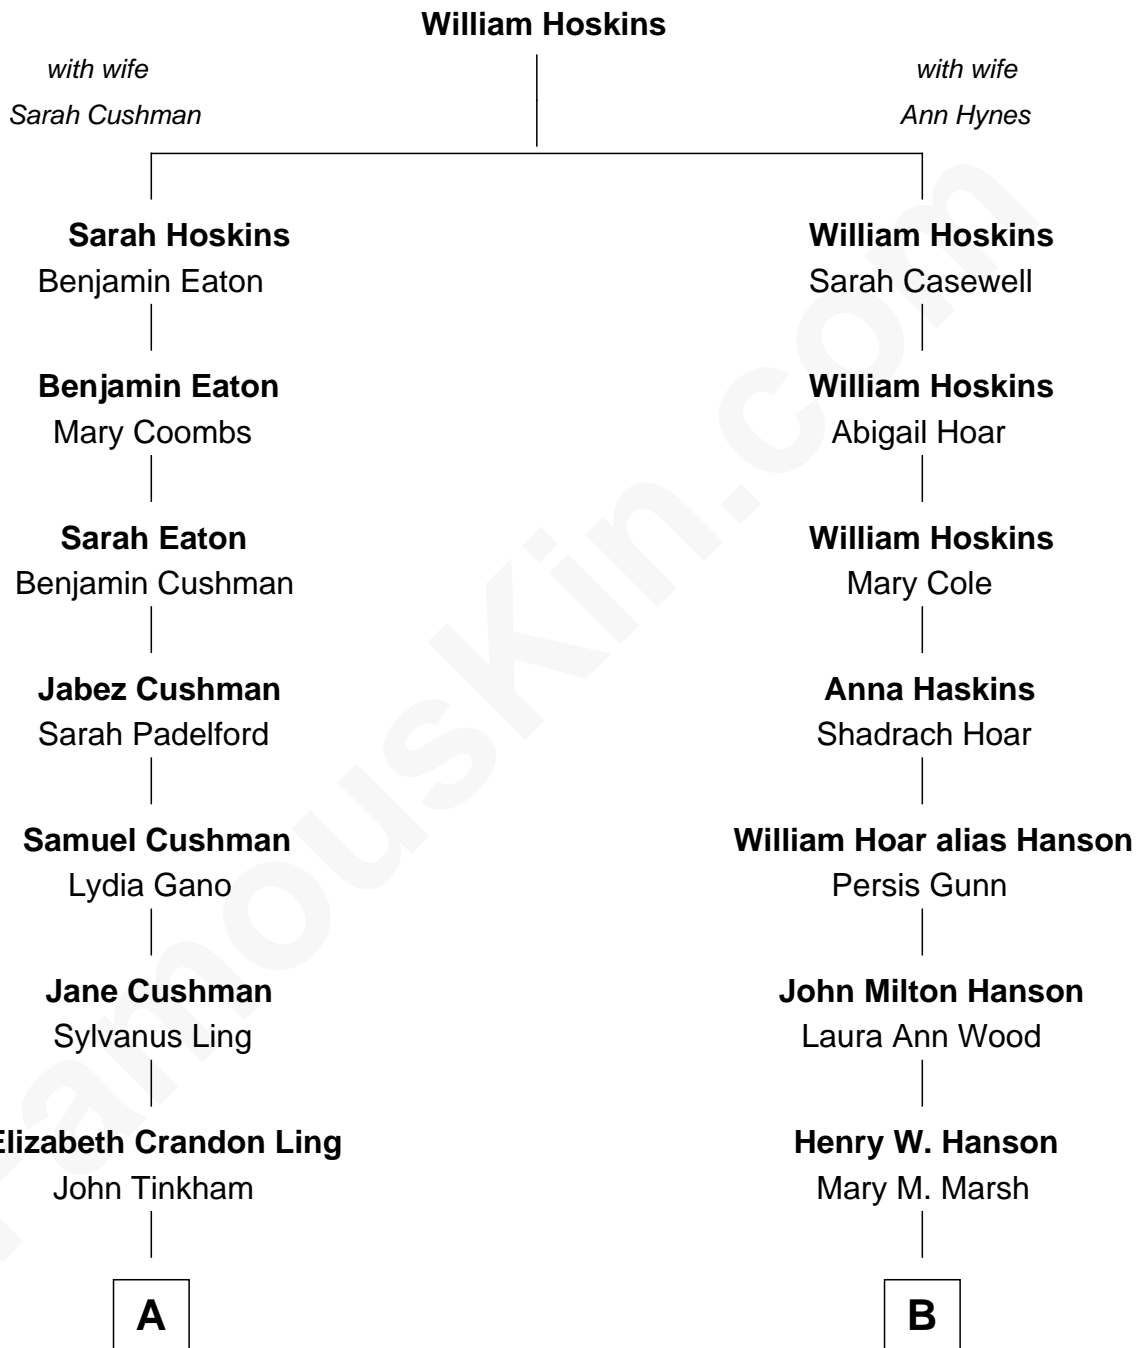 William Hoskins
with wife
Sarah Cushman
with wife
Ann Hynes
Sarah Hoskins
Benjamin Eaton
William Hoskins
Sarah Casewell
Benjamin Eaton
Mary Coombs
William Hoskins
Abigail Hoar
Sarah Eaton
Benjamin Cushman
William Hoskins
Mary Cole
Jabez Cushman
Sarah Padelford
Anna Haskins
Shadrach Hoar
Samuel Cushman
Lydia Gano
William Hoar alias Hanson
Persis Gunn
Jane Cushman
Sylvanus Ling
John Milton Hanson
Laura Ann Wood
Elizabeth Crandon Ling
John Tinkham
Henry W. Hanson
Mary M. Marsh
A
B
FamousKin.com